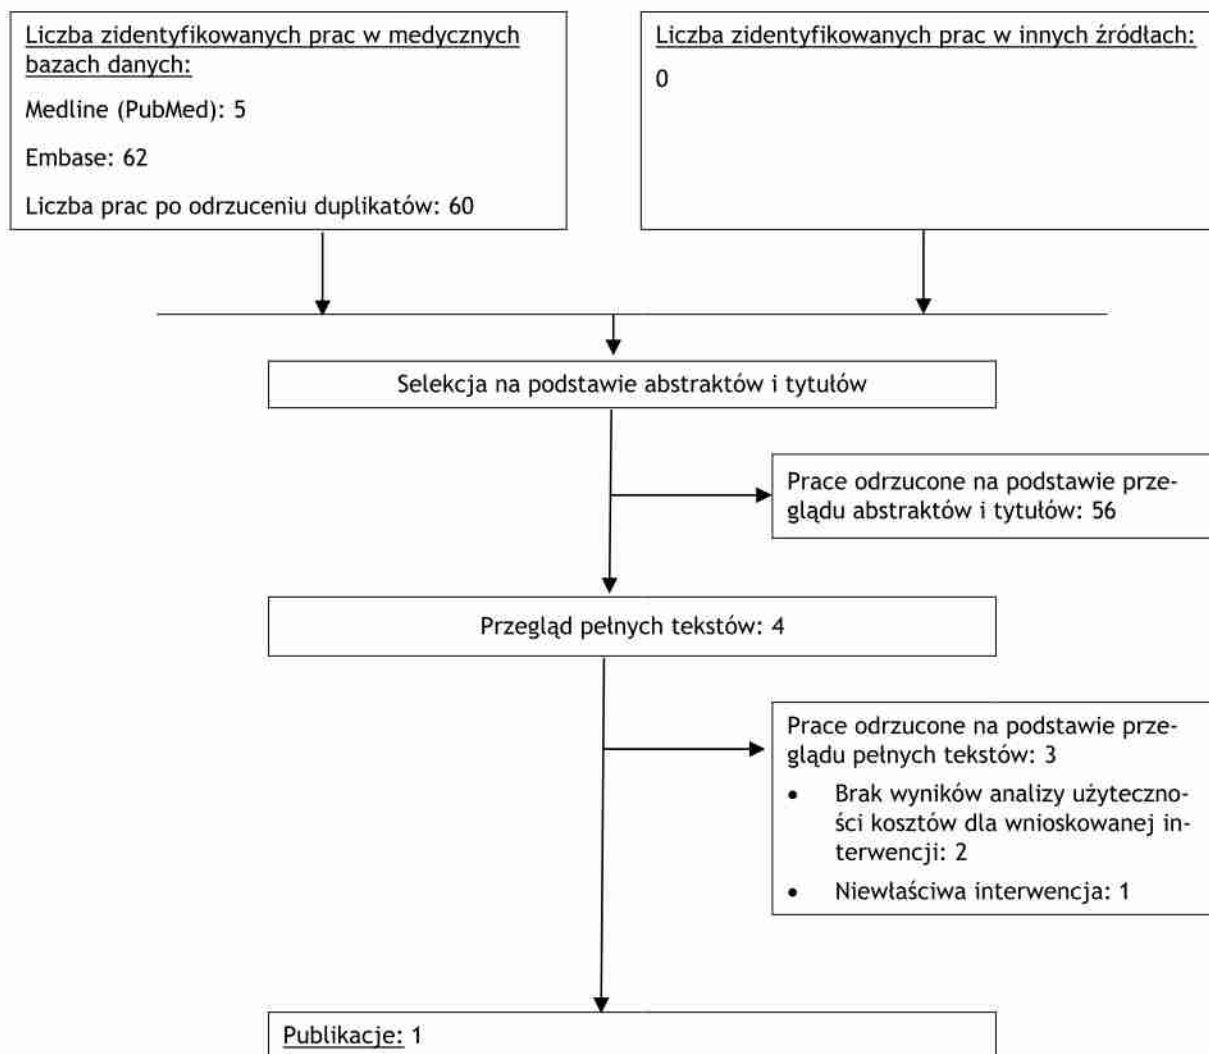 Liczba zidentyfikowanych prac w medycznych
bazach danych:
Medline (PubMed): 5
Embase: 62
Liczba prac po odrzuceniu duplikatów: 60
Liczba zidentyfikowanych prac w innych źródłach:
0
Selekcja na podstawie abstraktów i tytułów
Prace odrzucone na podstawie prze-
glądu abstraktów i tytułów: 56
Przegląd pełnych tekstów: 4
Prace odrzucone na podstawie prze-
glądu pełnych tekstów: 3
• Brak wyników analizy użyteczno-
ści kosztów dla wnioskowanej in-
terwencji: 2
• Niewłaściwa interwencja: 1
Publikacje: 1